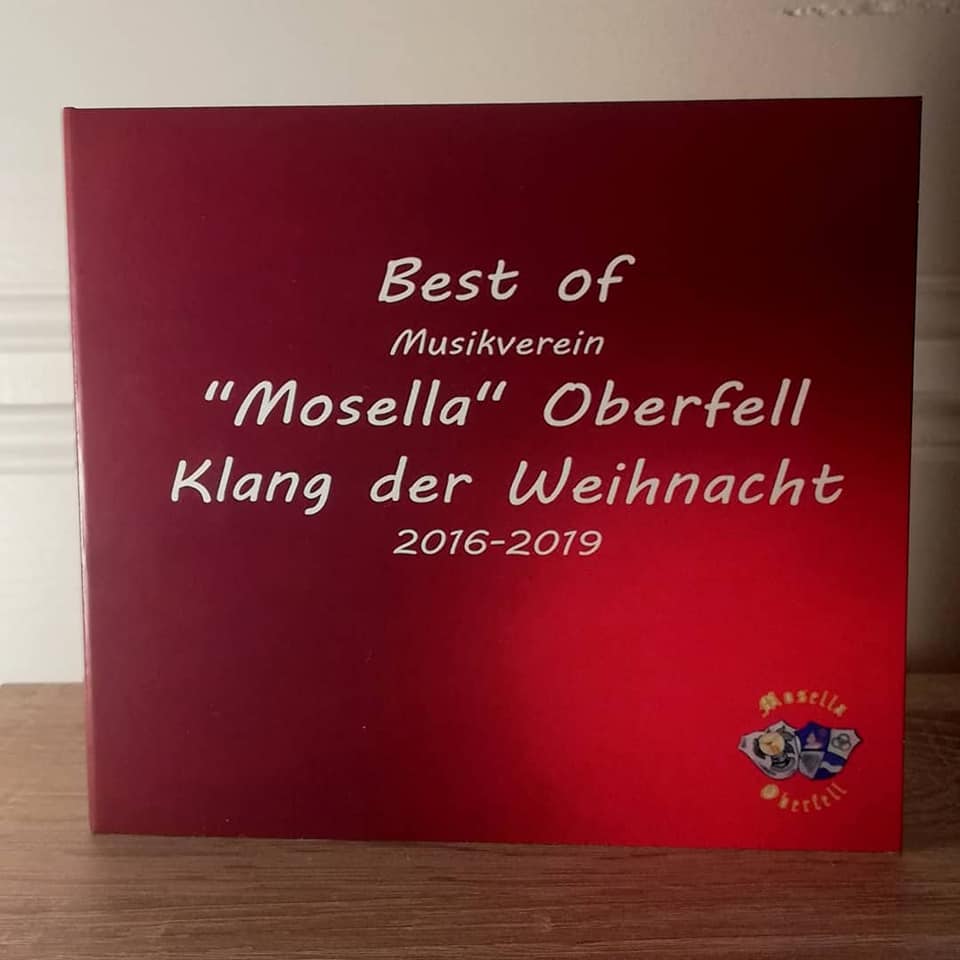 Best of
Musikverein
"Mosella" Oberfell
Klang der Weihnacht
2016-2019
Mosella
Oberfell